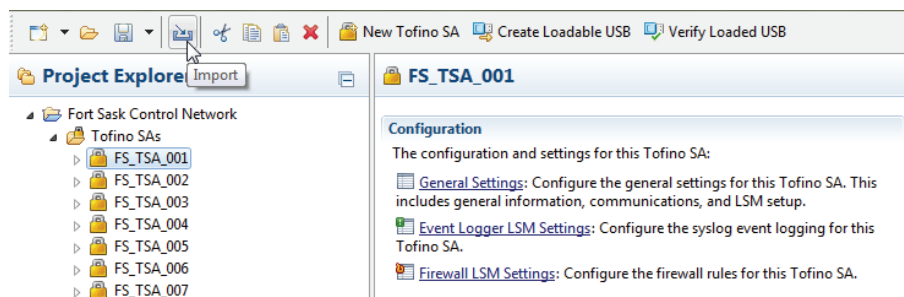 New Tofino SA Create Loadable USB Verify Loaded USB
Project Explore
Import
FS_TSA_001
Fort Sask Control Network
Tofino SAs
FS_TSA_001
FS_TSA_002
FS_TSA_003
FS_TSA_004
FS_TSA_005
FS_TSA_006
FS_TSA_007
Configuration
The configuration and settings for this Tofino SA:
General Settings: Configure the general settings for this Tofino SA. This
includes general information, communications, and LSM setup.
Event Logger LSM Settings: Configure the syslog event logging for this
Tofino SA.
Firewall LSM Settings: Configure the firewall rules for this Tofino SA.